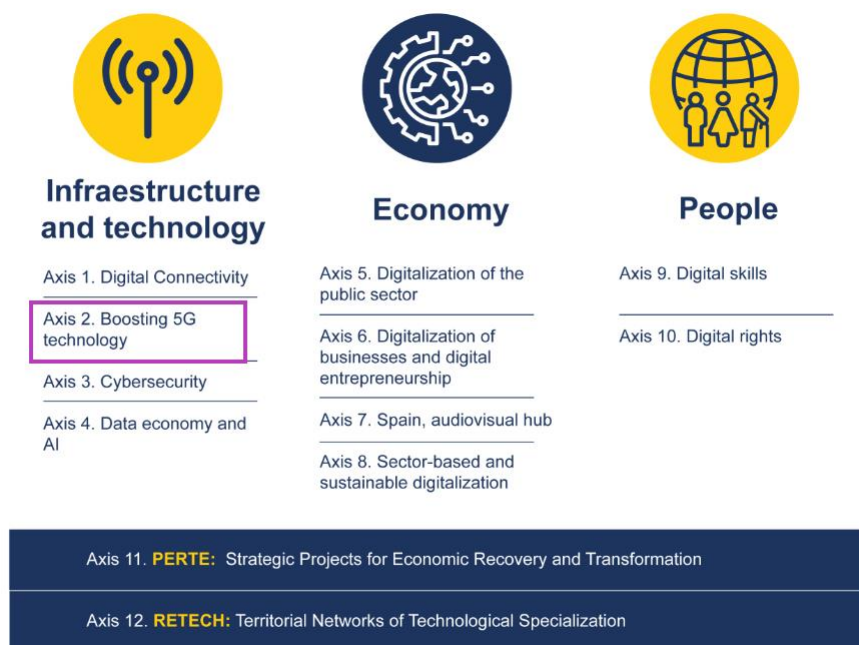 Infraestructure
and technology
Axis 1. Digital Connectivity
Axis 2. Boosting 5G
technology
Axis 3. Cybersecurity
Axis 4. Data economy and
AI
Economy
Axis 5. Digitalization of the
public sector
Axis 6. Digitalization of
businesses and digital
entrepreneurship
Axis 7. Spain, audiovisual hub
Axis 8. Sector-based and
sustainable digitalization
People
Axis 9. Digital skills
Axis 10. Digital rights
Axis 11. PERTE: Strategic Projects for Economic Recovery and Transformation
Axis 12. RETECH: Territorial Networks of Technological Specialization